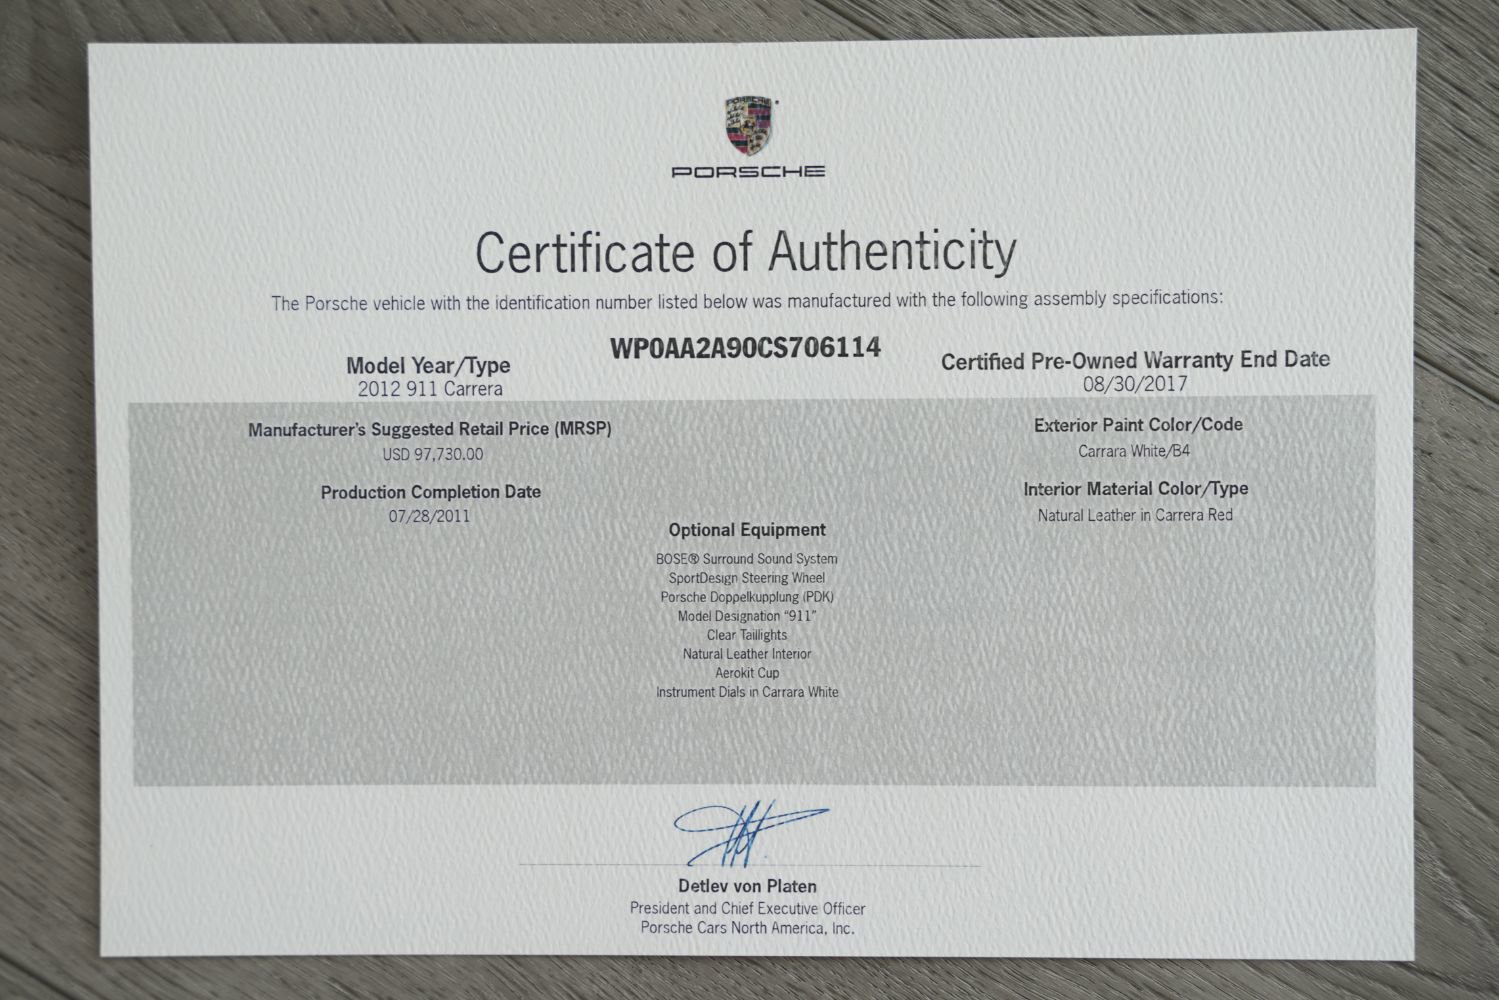 PORSCHE
PORSCHE
Certificate of Authenticity
The Porsche vehicle with the identification number listed below was manufactured with the following assembly specifications:
WP0AA2A90CS706114
Model Year/Type
2012 911 Carrera
Certified Pre-Owned Warranty End Date
08/30/2017
Manufacturer's Suggested Retail Price (MRSP)
USD 97,730.00
Production Completion Date
07/28/2011
Exterior Paint Color/Code
Carrara White/B4
Interior Material Color/Type
Natural Leather in Carrera Red
Optional Equipment
BOSE® Surround Sound System
SportDesign Steering Wheel
Porsche Doppelkupplung (PDK)
Model Designation “911”
Clear Taillights
Natural Leather Interior
Aerokit Cup
Instrument Dials in Carrara White
Detlev von Platen
President and Chief Executive Officer
Porsche Cars North America, Inc.